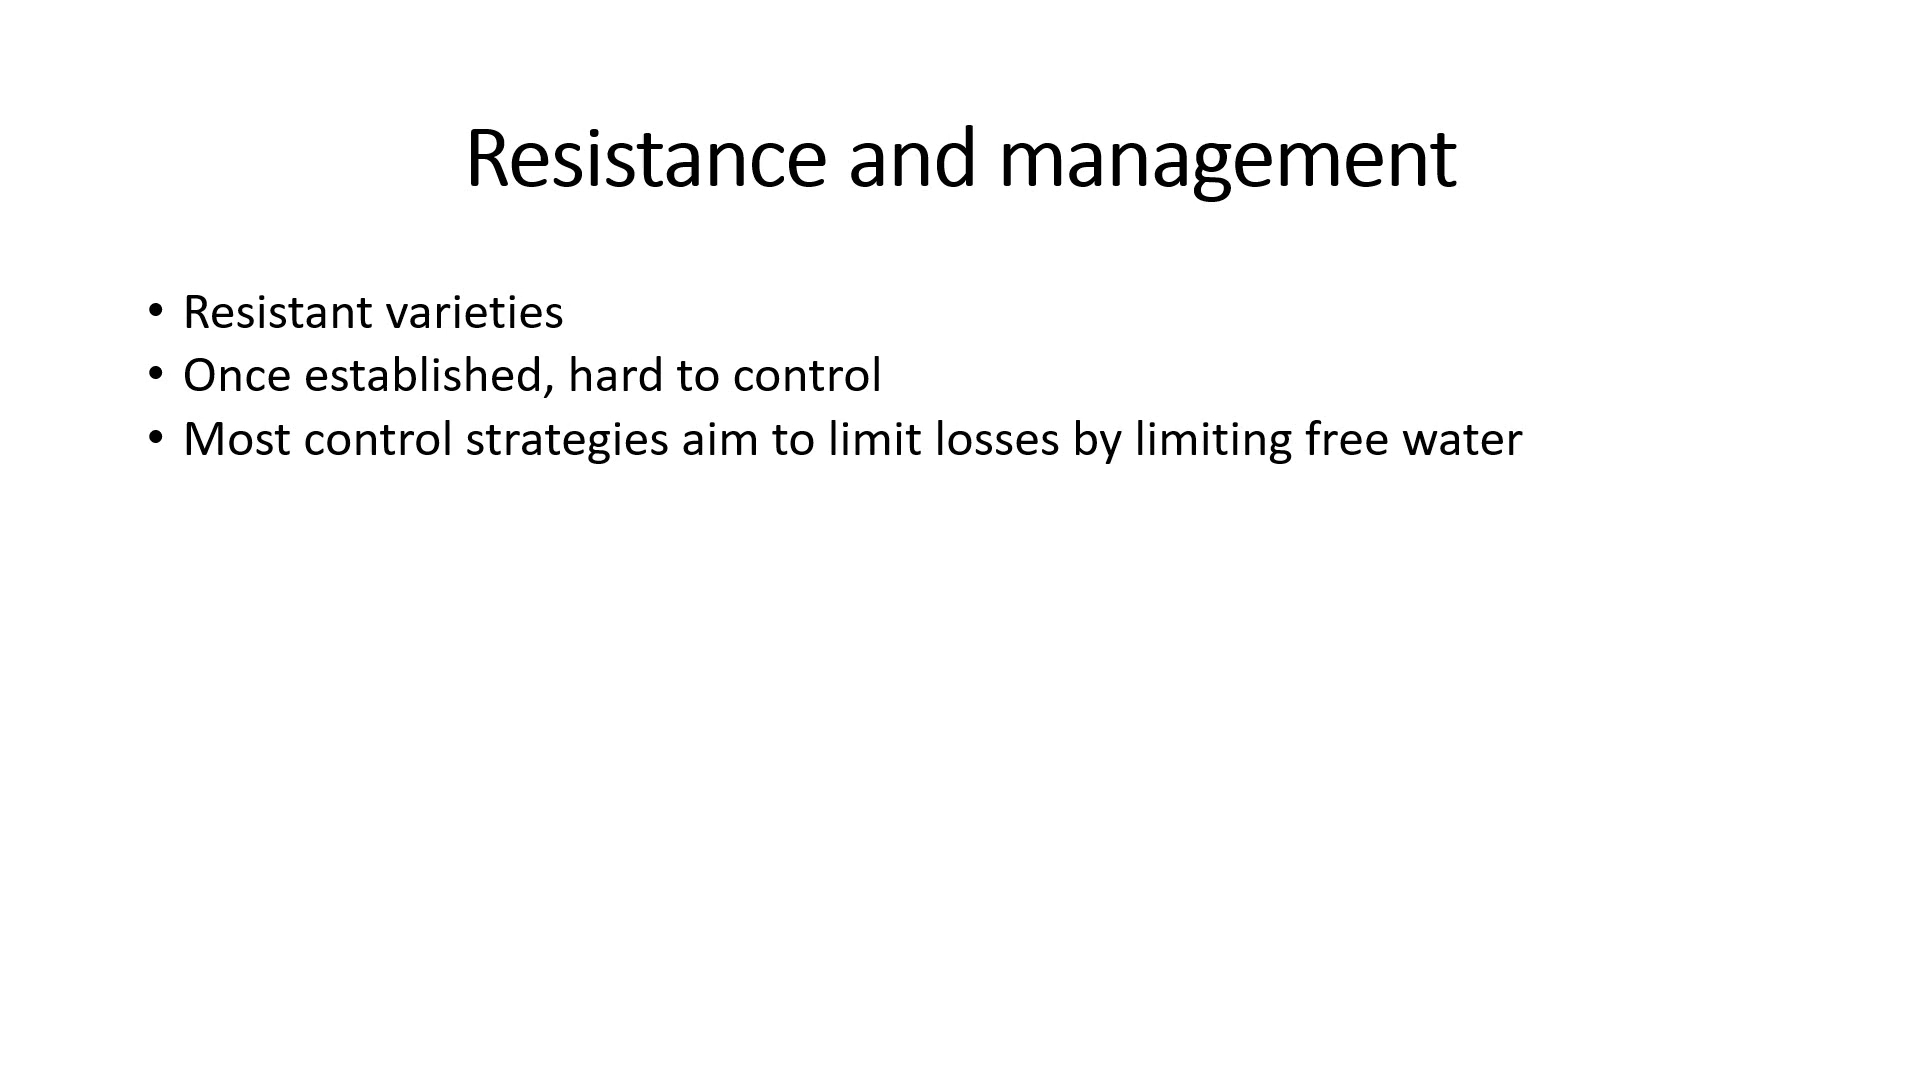 Resistance and management
• Resistant varieties
• Once established, hard to control
• Most control strategies aim to limit losses by limiting free water